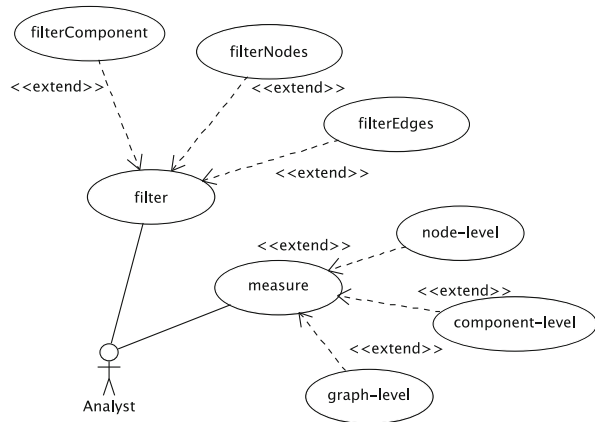 filterComponent
filterNodes
<<extend>>
<<extend>>
filterEdges
<<extend>>
filter
node-level
<<extend>>
measure
<<extend>>
component-level
<<extend>>
graph-level
Analyst